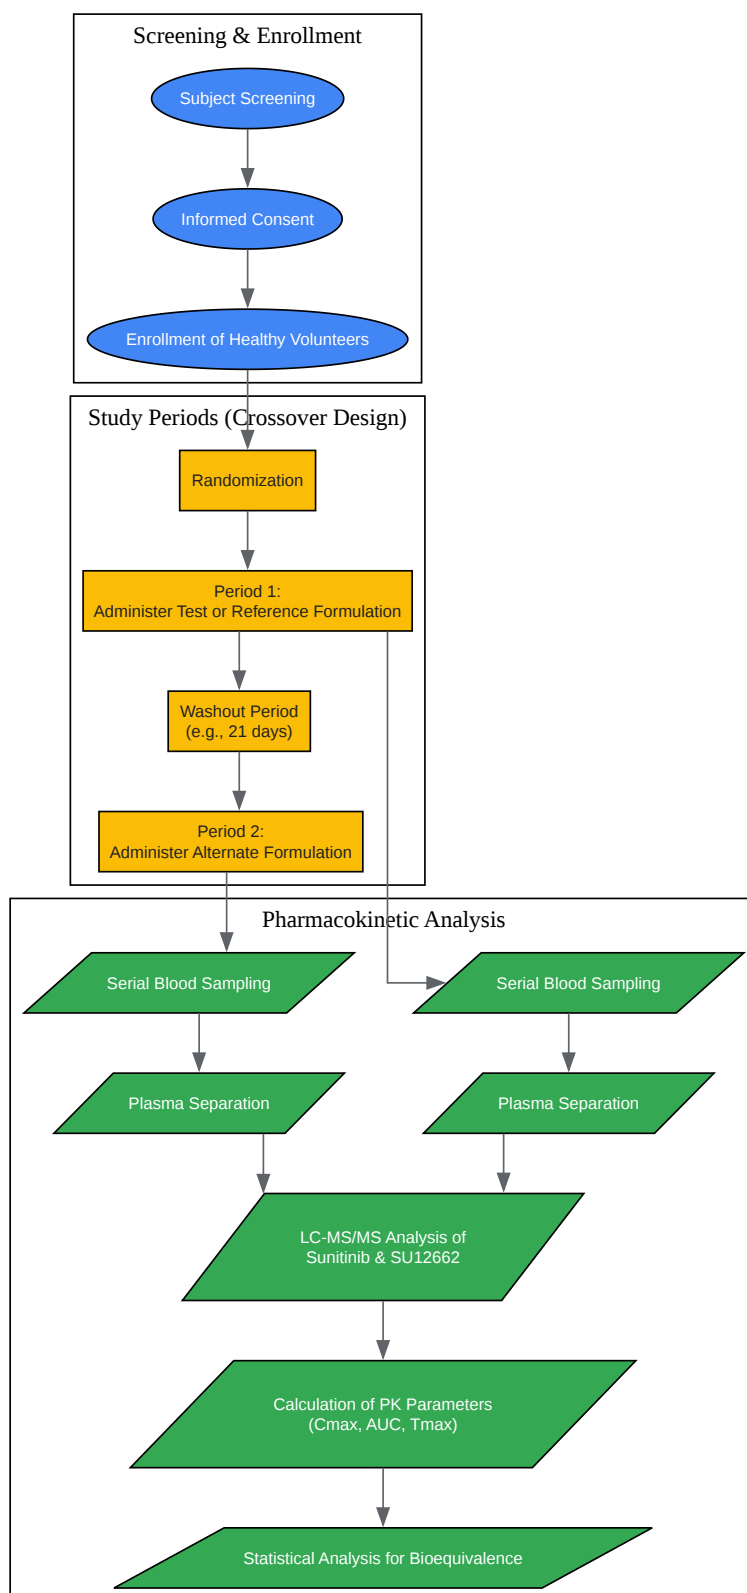 Screening & Enrollment
Subject Screening
Informed Consent
Enrollment of Healthy Volunteers
Study Periods (Crossover Design)
Randomization
Period 1:
Administer Test or Reference Formulation
Washout Period
(e.g., 21 days)
Period 2:
Administer Alternate Formulation
Pharmacokinetic Analysis
Serial Blood Sampling
Serial Blood Sampling
Plasma Separation
Plasma Separation
LC-MS/MS Analysis of
Sunitinib & SU12662
Calculation of PK Parameters
(Cmax, AUC, Tmax)
Statistical Analysis for Bioequivalence